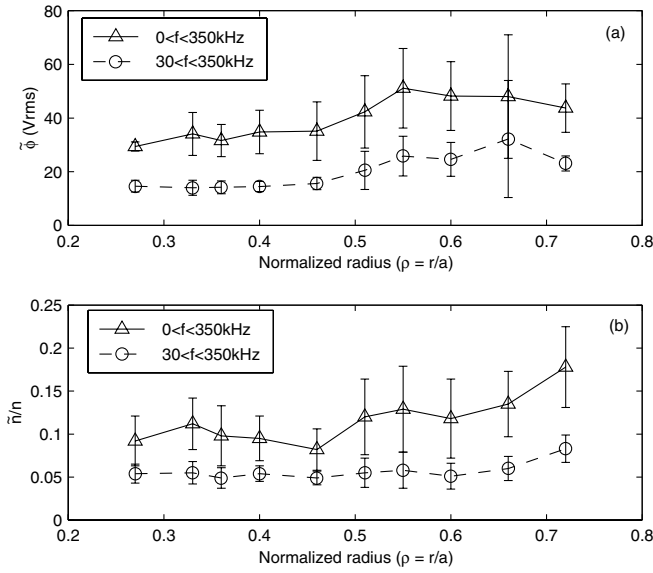 100
80
60
40
20
0
0.2 0.3 0.4 0.5 0.6 0.7 0.8
ϕ̃ (Vrms)
Normalized radius (ρ = r/a)
0<f<350kHz
30<f<350kHz
(a)
0.25
0.2
0.15
0.1
0.05
0
0.2 0.3 0.4 0.5 0.6 0.7 0.8
ñ/n
Normalized radius (ρ = r/a)
0<f<350kHz
30<f<350kHz
(b)